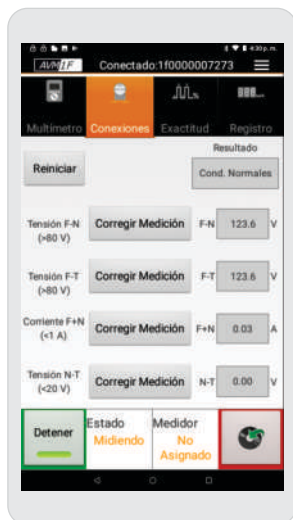 4:30 p.m.
AVM1F Conectado:1f0000007273
Multímetro Conexiones Exactitud Registro
Resultado
Reiniciar Cond. Normales
Tensión F-N (>80 V) Corregir Medición F-N 123.6 V
Tensión F-T (>80 V) Corregir Medición F-T 123.6 V
Corriente F+N (<1 A) Corregir Medición F+N 0.03 A
Tensión N-T (<20 V) Corregir Medición N-T 0.00 V
Detener
Estado
Midiendo
Medidor
No
Asignado